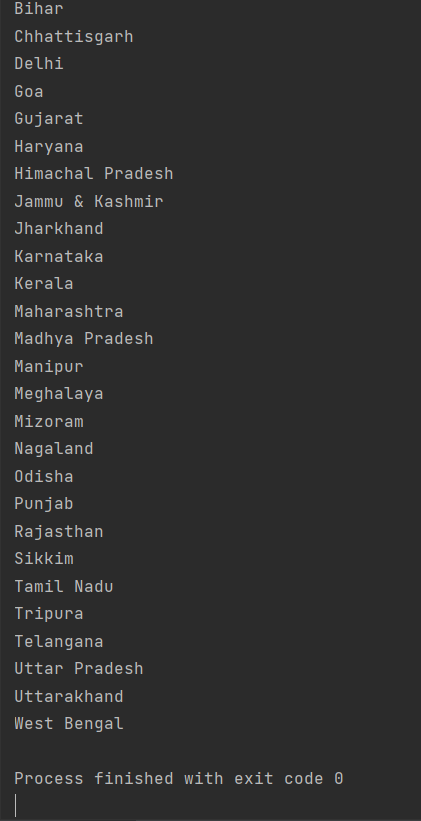 Bihar
Chhattisgarh
Delhi
Goa
Gujarat
Haryana
Himachal Pradesh
Jammu & Kashmir
Jharkhand
Karnataka
Kerala
Maharashtra
Madhya Pradesh
Manipur
Meghalaya
Mizoram
Nagaland
Odisha
Punjab
Rajasthan
Sikkim
Tamil Nadu
Tripura
Telangana
Uttar Pradesh
Uttarakhand
West Bengal
Process finished with exit code 0